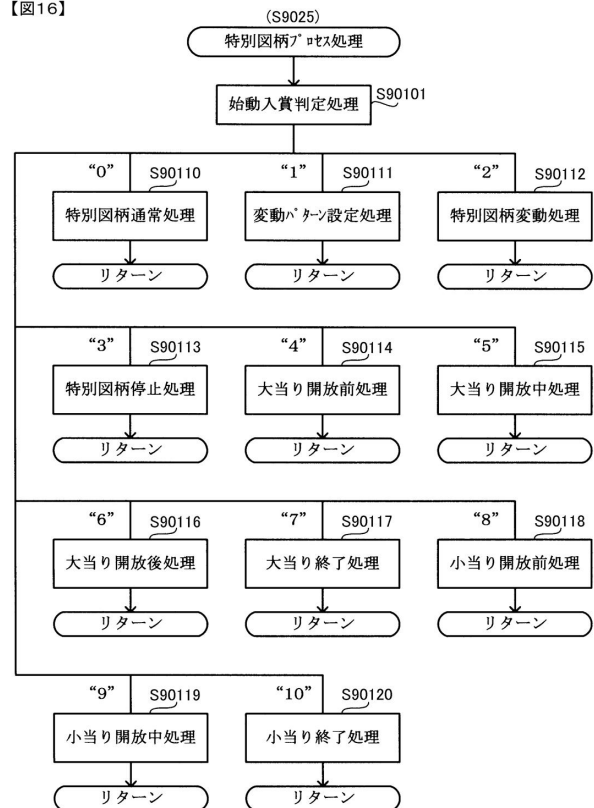 【図16】
(S9025)
特別図柄ﾌﾟﾛｾｽ処理
始動入賞判定処理
S90101
“0”
S90110
“1”
S90111
“2”
S90112
特別図柄通常処理
変動ﾊﾟﾀｰﾝ設定処理
特別図柄変動処理
リターン
リターン
リターン
“3”
S90113
“4”
S90114
“5”
S90115
特別図柄停止処理
大当り開放前処理
大当り開放中処理
リターン
リターン
リターン
“6”
S90116
“7”
S90117
“8”
S90118
大当り開放後処理
大当り終了処理
小当り開放前処理
リターン
リターン
リターン
“9”
S90119
“10”
S90120
小当り開放中処理
小当り終了処理
リターン
リターン